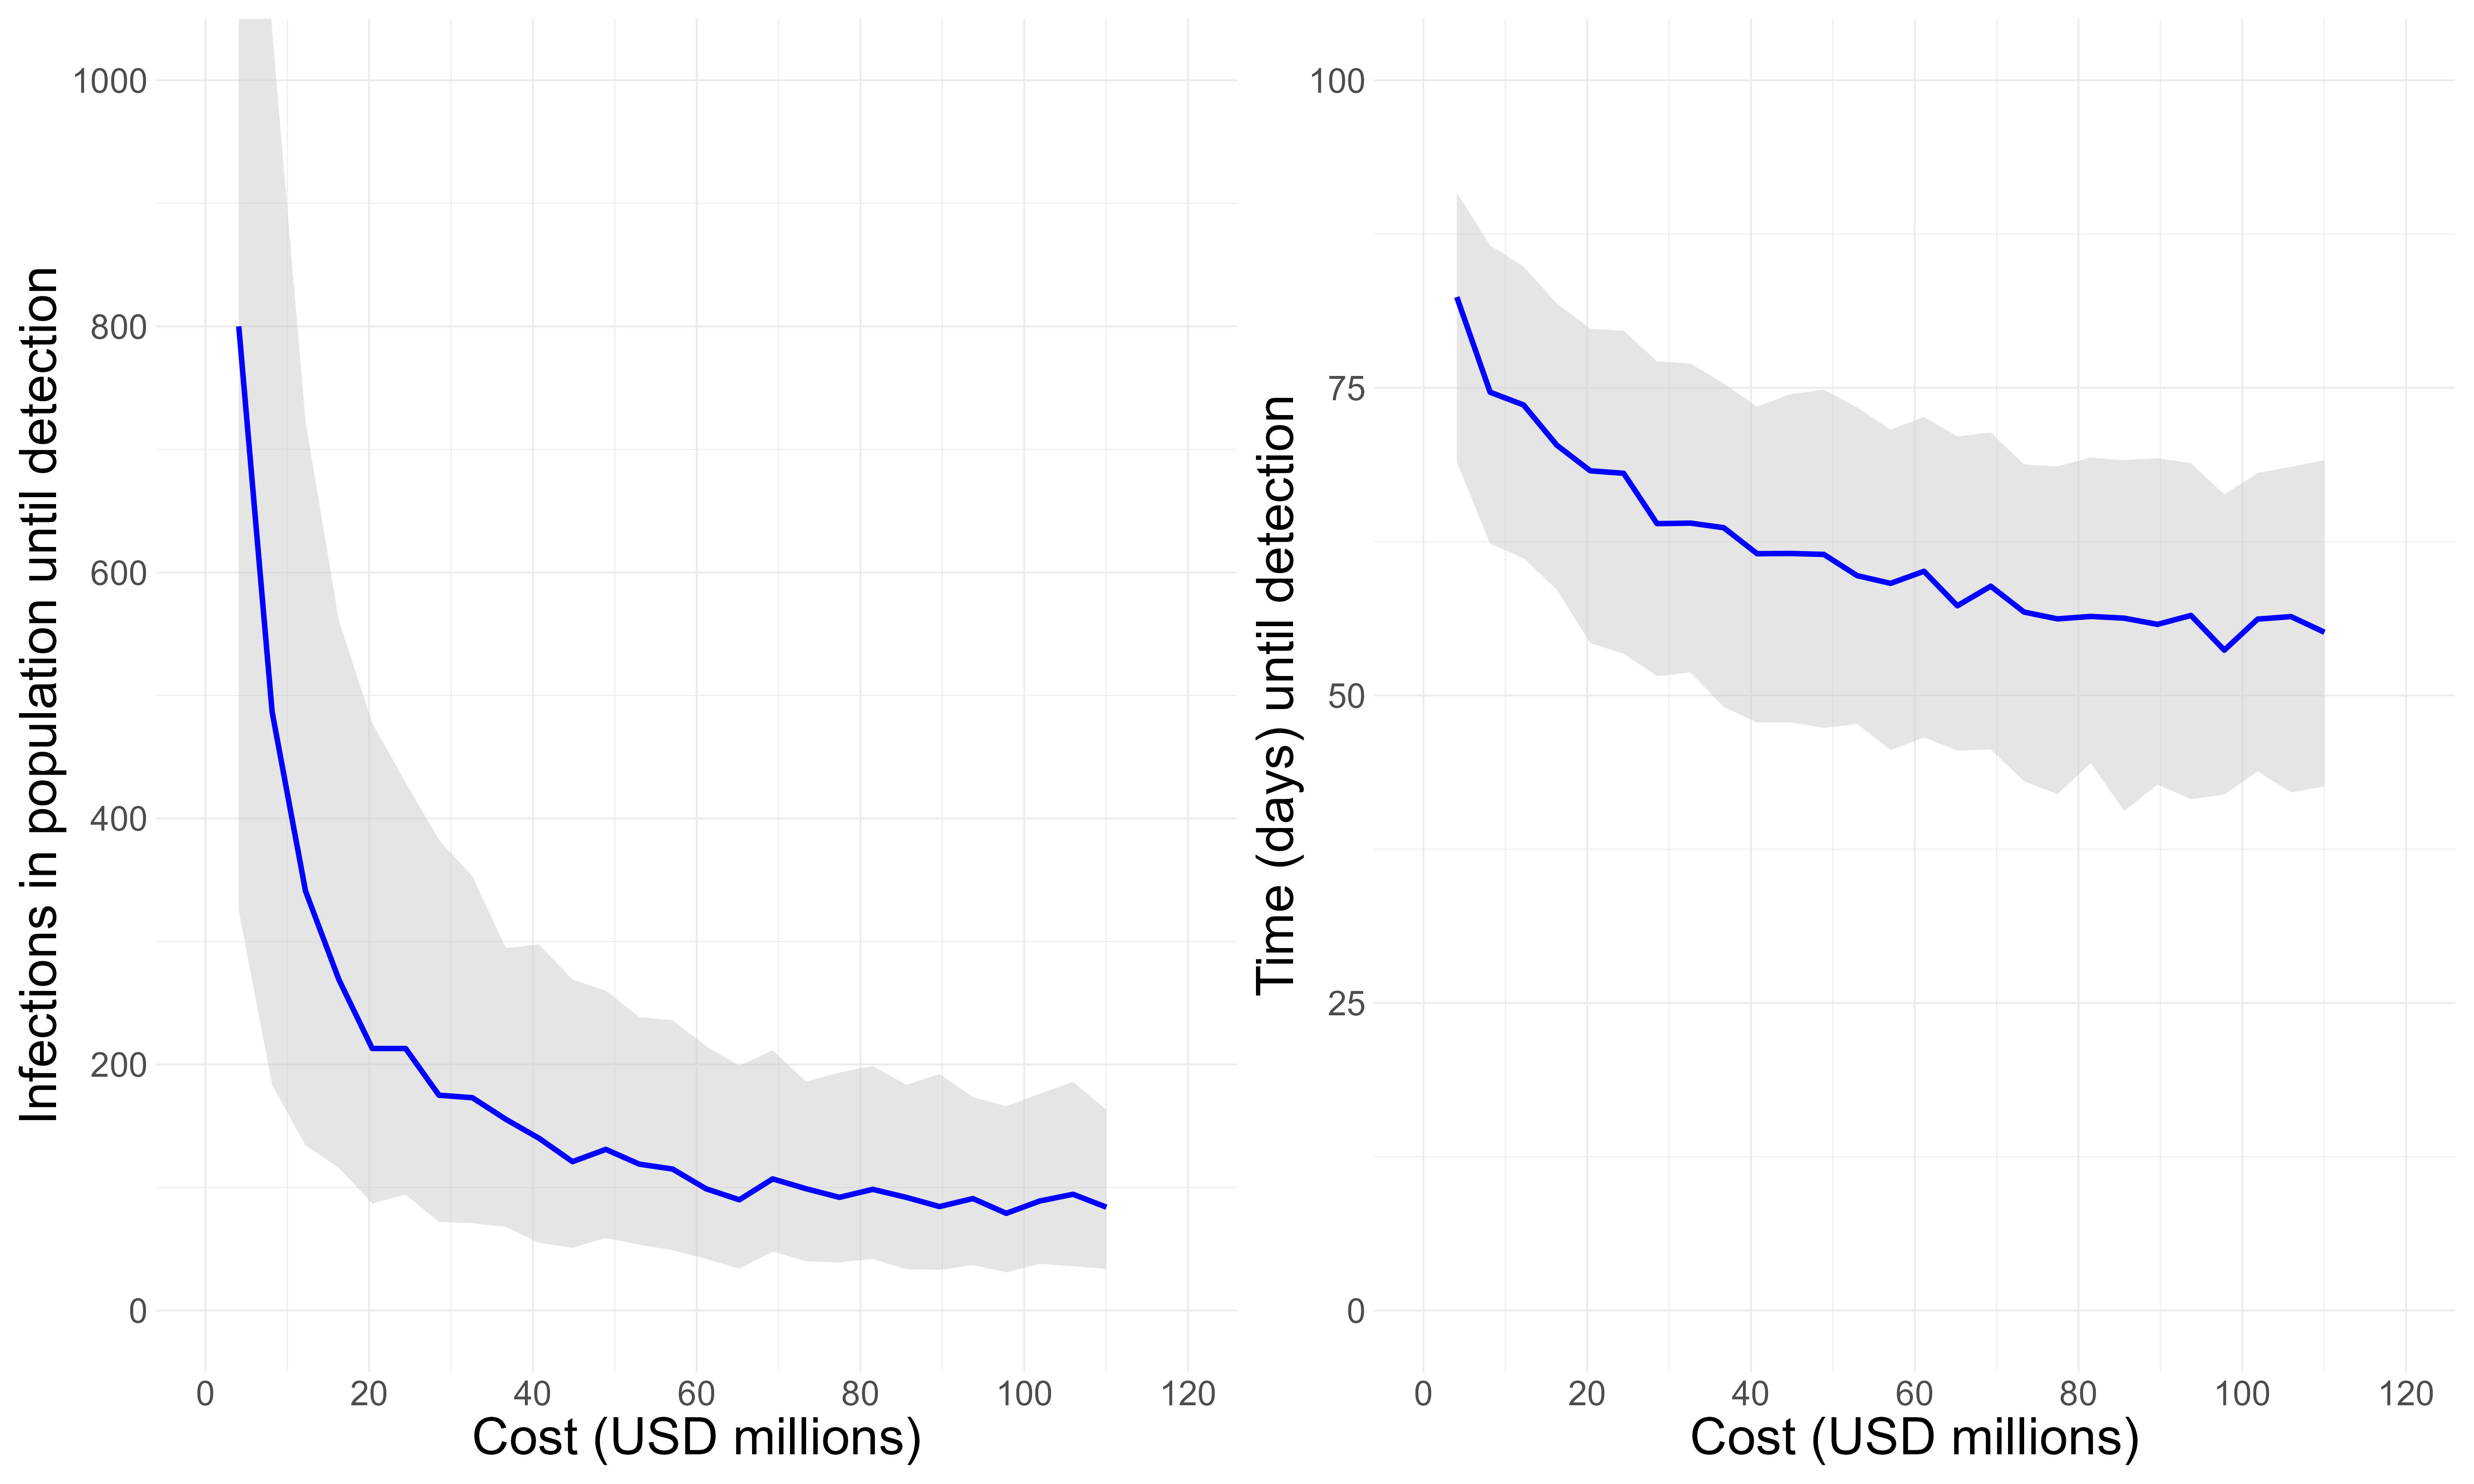 Infections in population until detection
1000
800
600
400
200
0
0 20 40 60 80 100 120
Cost (USD millions)
Time (days) until detection
100
75
50
25
0
0 20 40 60 80 100 120
Cost (USD millions)